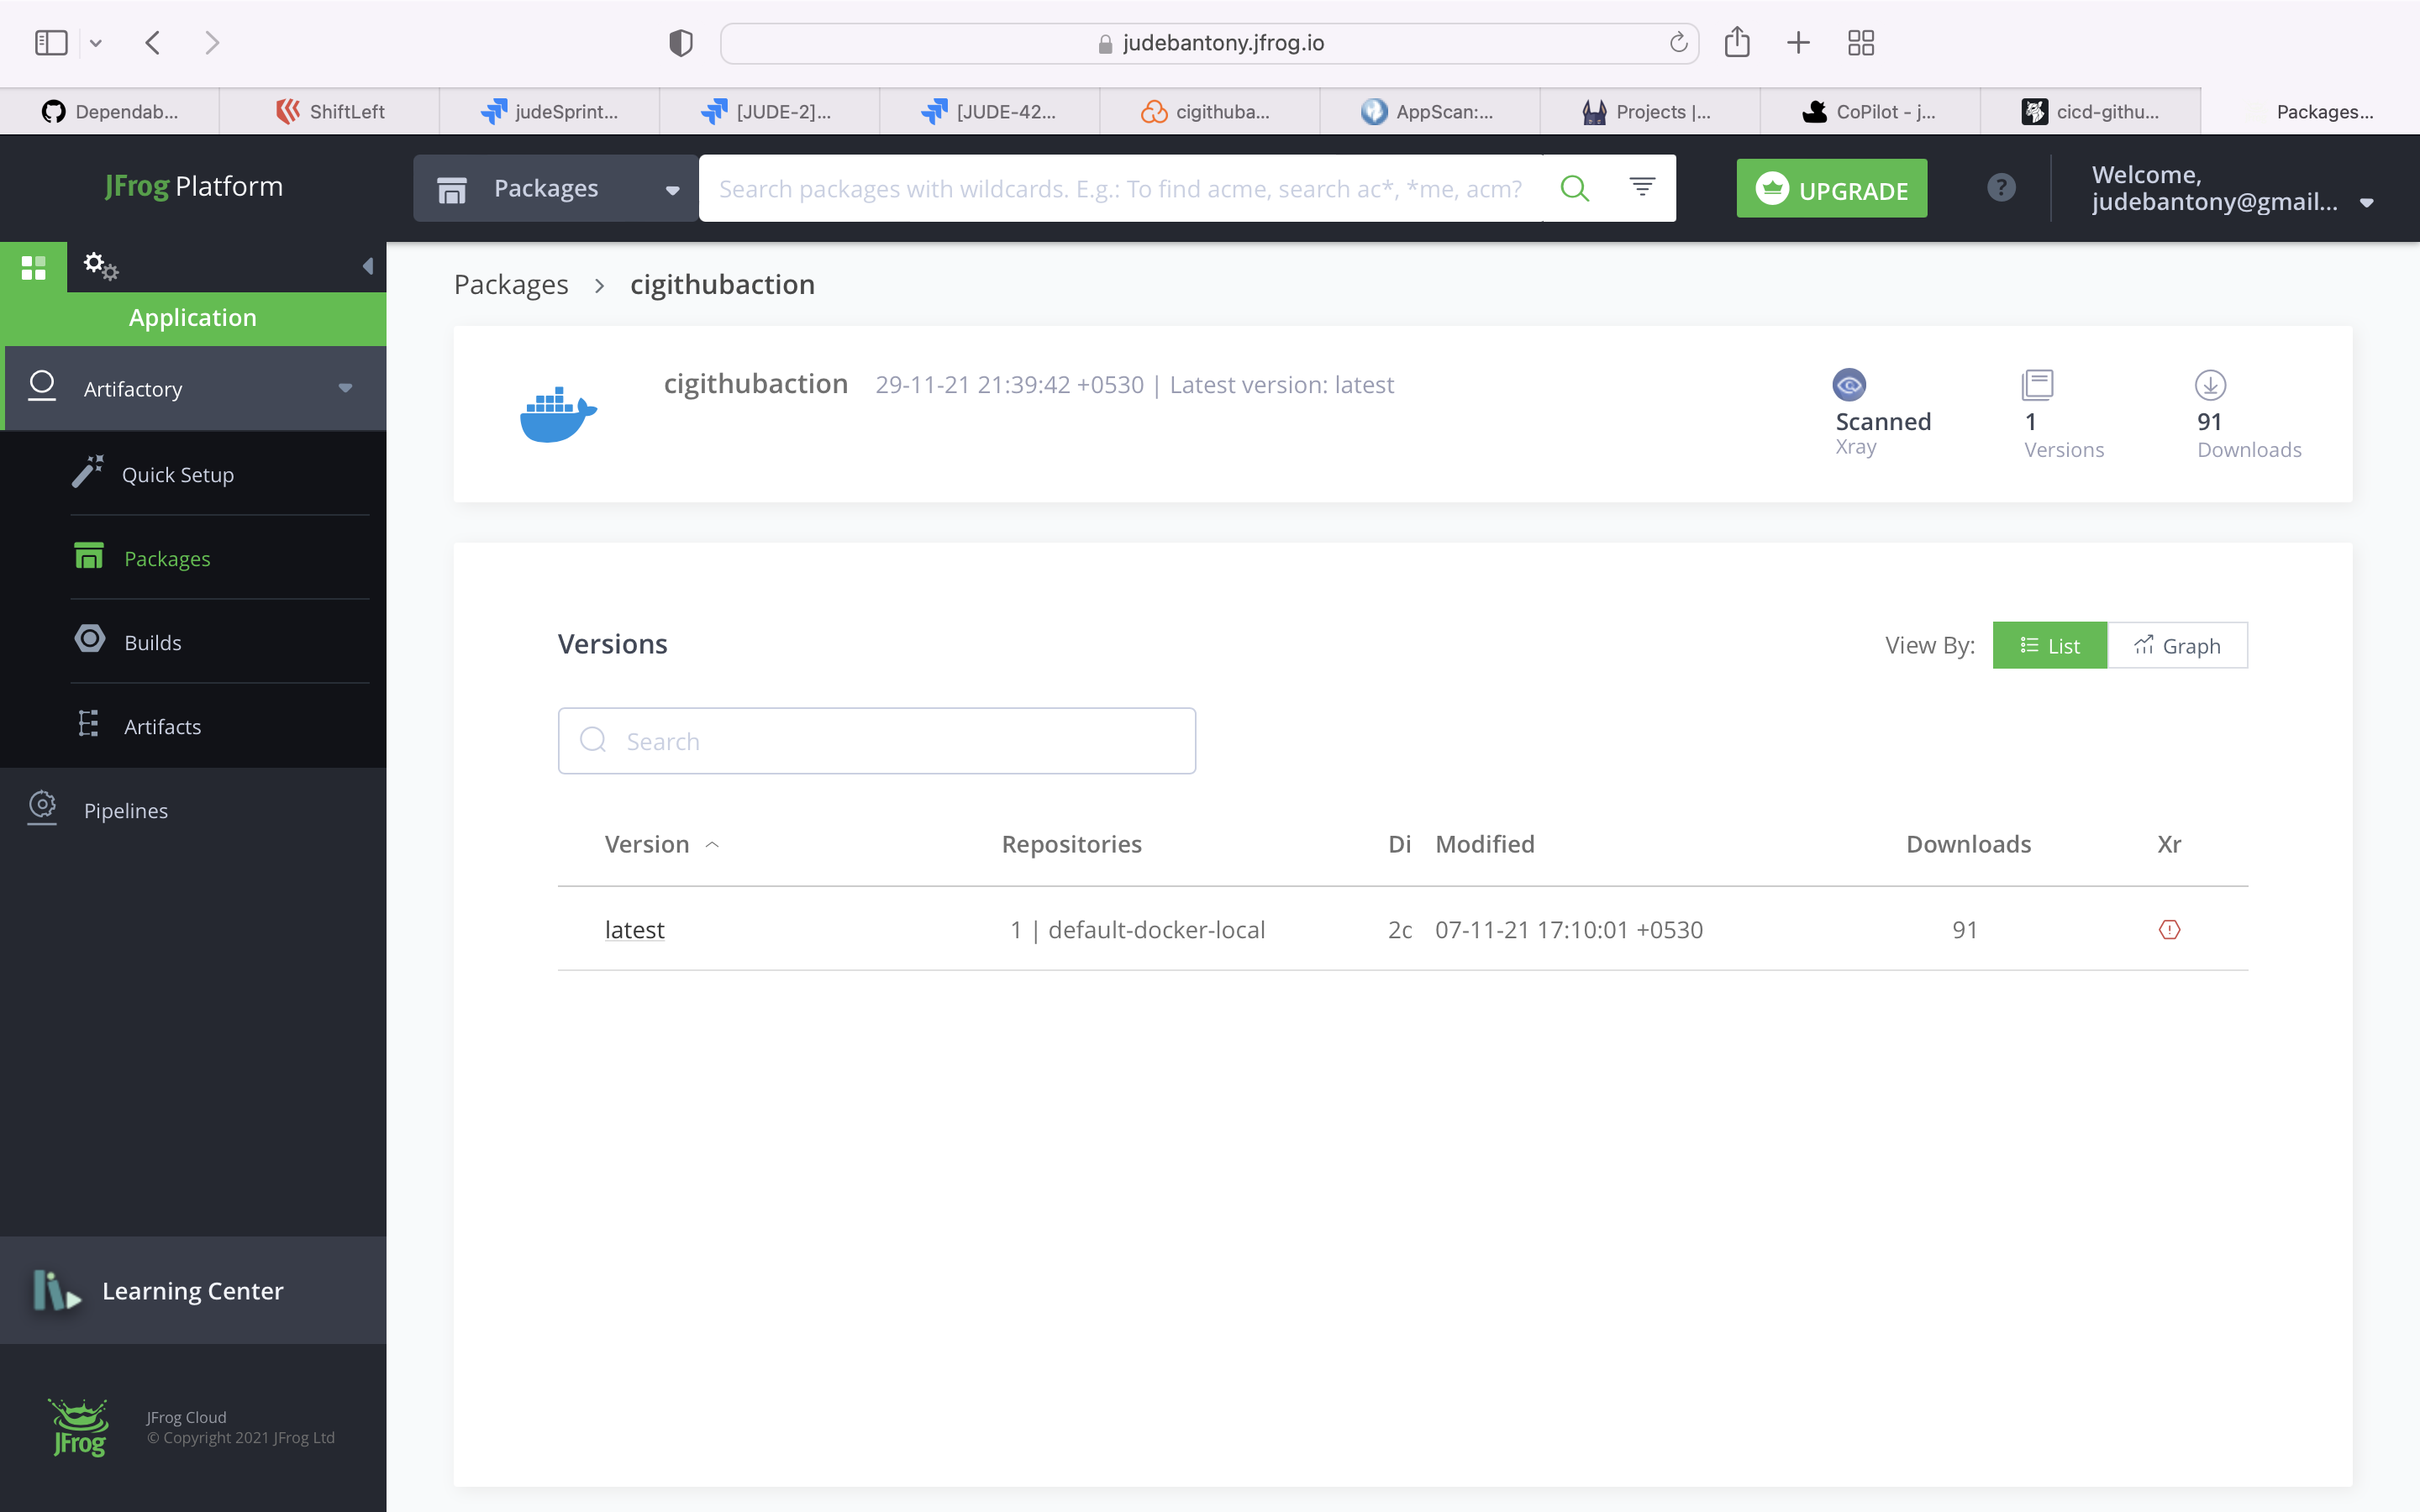 judebantony.jfrog.io
Dependab...
ShiftLeft
judeSprint...
[JUDE-2]...
[JUDE-42...
cigithuba...
AppScan:...
Projects |...
CoPilot - j...
cicd-githu...
Packages...
JFrog Platform
Packages
Search packages with wildcards. E.g.: To find acme, search ac*, *me, acm?
UPGRADE
?
Welcome,
judebantony@gmail...
Application
Artifactory
Quick Setup
Packages
Builds
Artifacts
Pipelines
Learning Center
JFrog
JFrog Cloud
© Copyright 2021 JFrog Ltd
Packages > cigithubaction
cigithubaction 29-11-21 21:39:42 +0530 | Latest version: latest
Scanned
Xray
1
Versions
91
Downloads
Versions
View By:
List
Graph
Search
Version Repositories Di Modified Downloads Xr
latest 1 | default-docker-local 2c 07-11-21 17:10:01 +0530 91